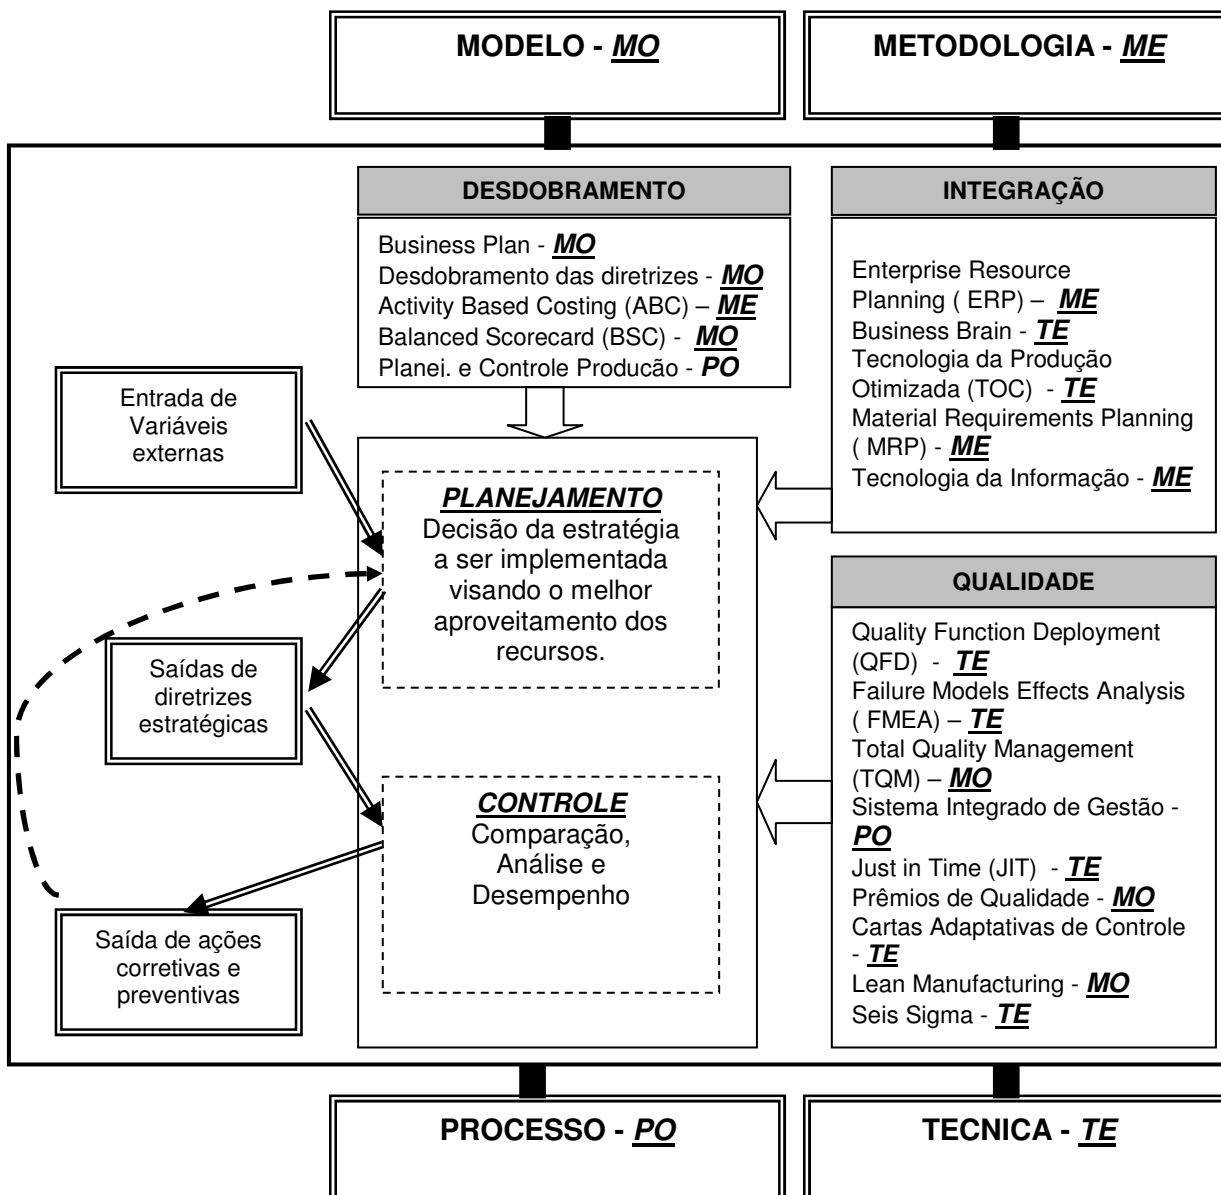 MODELO - MO
METODOLOGIA - ME
DESDOBRAMENTO
Business Plan - MO
Desdobramento das diretrizes - MO
Activity Based Costing (ABC) – ME
Balanced Scorecard (BSC) - MO
Planej. e Controle Produção - PO
INTEGRAÇÃO
Enterprise Resource
Planning ( ERP) – ME
Business Brain - TE
Tecnologia da Produção
Otimizada (TOC) - TE
Material Requirements Planning
( MRP) - ME
Tecnologia da Informação - ME
Entrada de
Variáveis
externas
PLANEJAMENTO
Decisão da estratégia
a ser implementada
visando o melhor
aproveitamento dos
recursos.
Saídas de
diretrizes
estratégicas
QUALIDADE
Quality Function Deployment
(QFD) - TE
Failure Models Effects Analysis
( FMEA) – TE
Total Quality Management
(TQM) – MO
Sistema Integrado de Gestão -
PO
Just in Time (JIT) - TE
Prêmios de Qualidade - MO
Cartas Adaptativas de Controle
- TE
Lean Manufacturing - MO
Seis Sigma - TE
CONTROLE
Comparação,
Análise e
Desempenho
Saída de ações
corretivas e
preventivas
PROCESSO - PO
TECNICA - TE